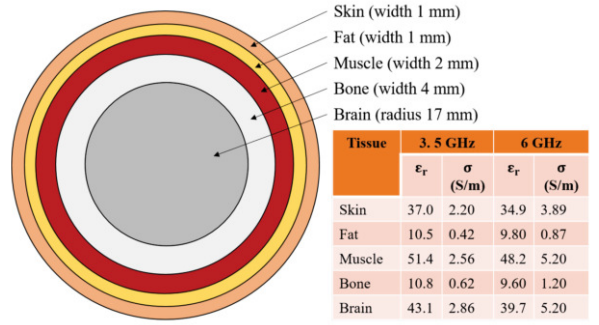 Skin (width 1 mm)
Fat (width 1 mm)
Muscle (width 2 mm)
Bone (width 4 mm)
Brain (radius 17 mm)
Tissue 3. 5 GHz 6 GHz
εr σ (S/m) εr σ (S/m)
Skin 37.0 2.20 34.9 3.89
Fat 10.5 0.42 9.80 0.87
Muscle 51.4 2.56 48.2 5.20
Bone 10.8 0.62 9.60 1.20
Brain 43.1 2.86 39.7 5.20